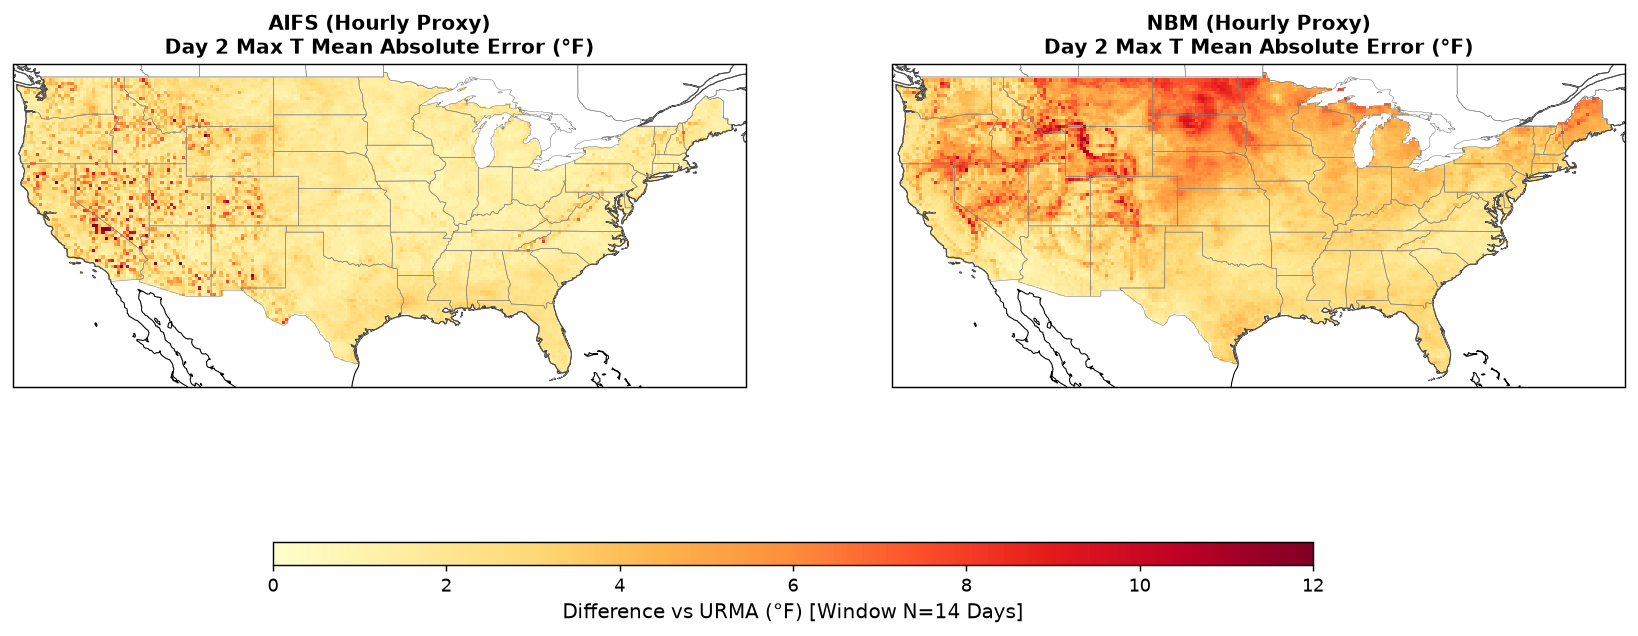 AIFS (Hourly Proxy)
Day 2 Max T Mean Absolute Error (°F)
NBM (Hourly Proxy)
Day 2 Max T Mean Absolute Error (°F)
0 2 4 6 8 10 12
Difference vs URMA (°F) [Window N=14 Days]